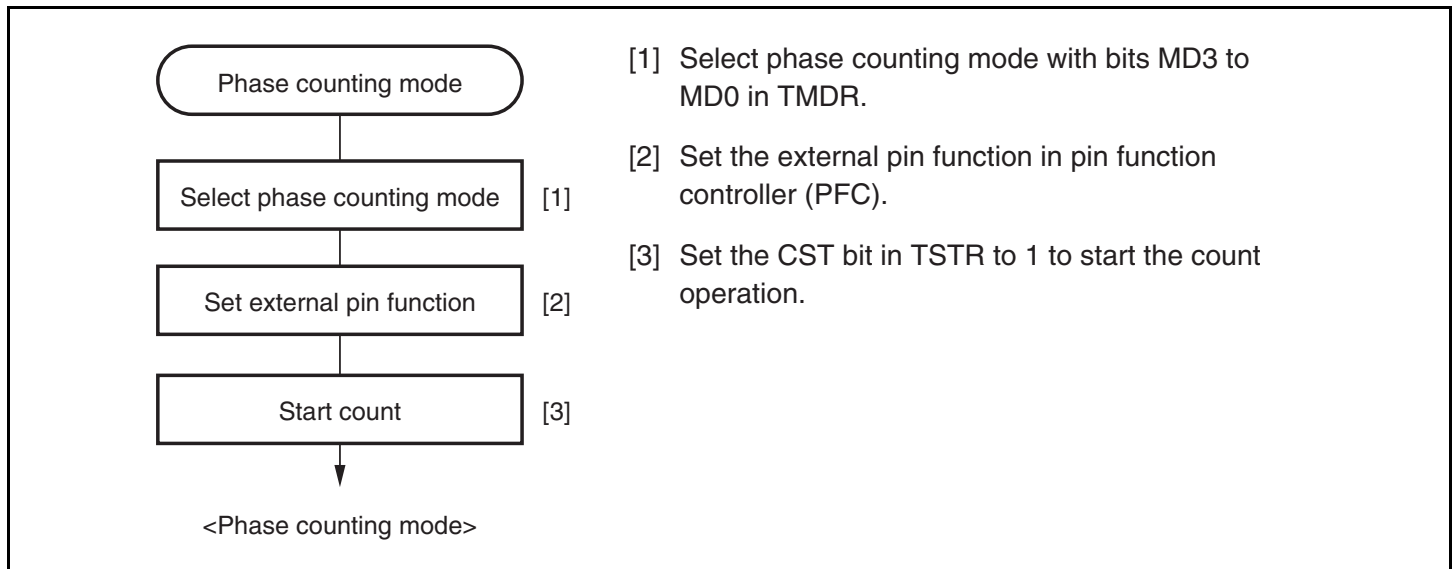 Phase counting mode
Select phase counting mode [1]
Set external pin function [2]
Start count [3]
<Phase counting mode>
[1] Select phase counting mode with bits MD3 to
MD0 in TMDR.
[2] Set the external pin function in pin function
controller (PFC).
[3] Set the CST bit in TSTR to 1 to start the count
operation.